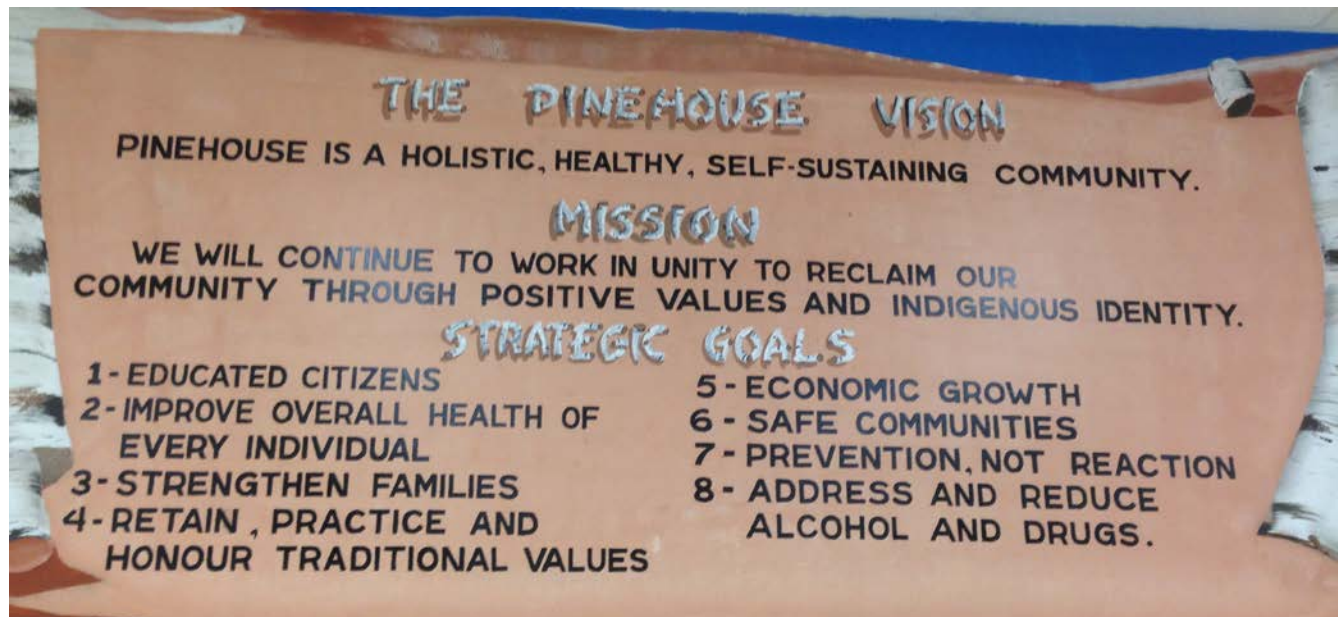 THE PINEHOUSE VISION
PINEHOUSE IS A HOLISTIC, HEALTHY, SELF-SUSTAINING COMMUNITY.
MISSION
WE WILL CONTINUE TO WORK IN UNITY TO RECLAIM OUR
COMMUNITY THROUGH POSITIVE VALUES AND INDIGENOUS IDENTITY.
STRATEGIC GOALS
1-EDUCATED CITIZENS
2-IMPROVE OVERALL HEALTH OF
EVERY INDIVIDUAL
3-STRENGTHEN FAMILIES
4-RETAIN, PRACTICE AND
HONOUR TRADITIONAL VALUES
5-ECONOMIC GROWTH
6-SAFE COMMUNITIES
7-PREVENTION, NOT REACTION
8-ADDRESS AND REDUCE
ALCOHOL AND DRUGS.